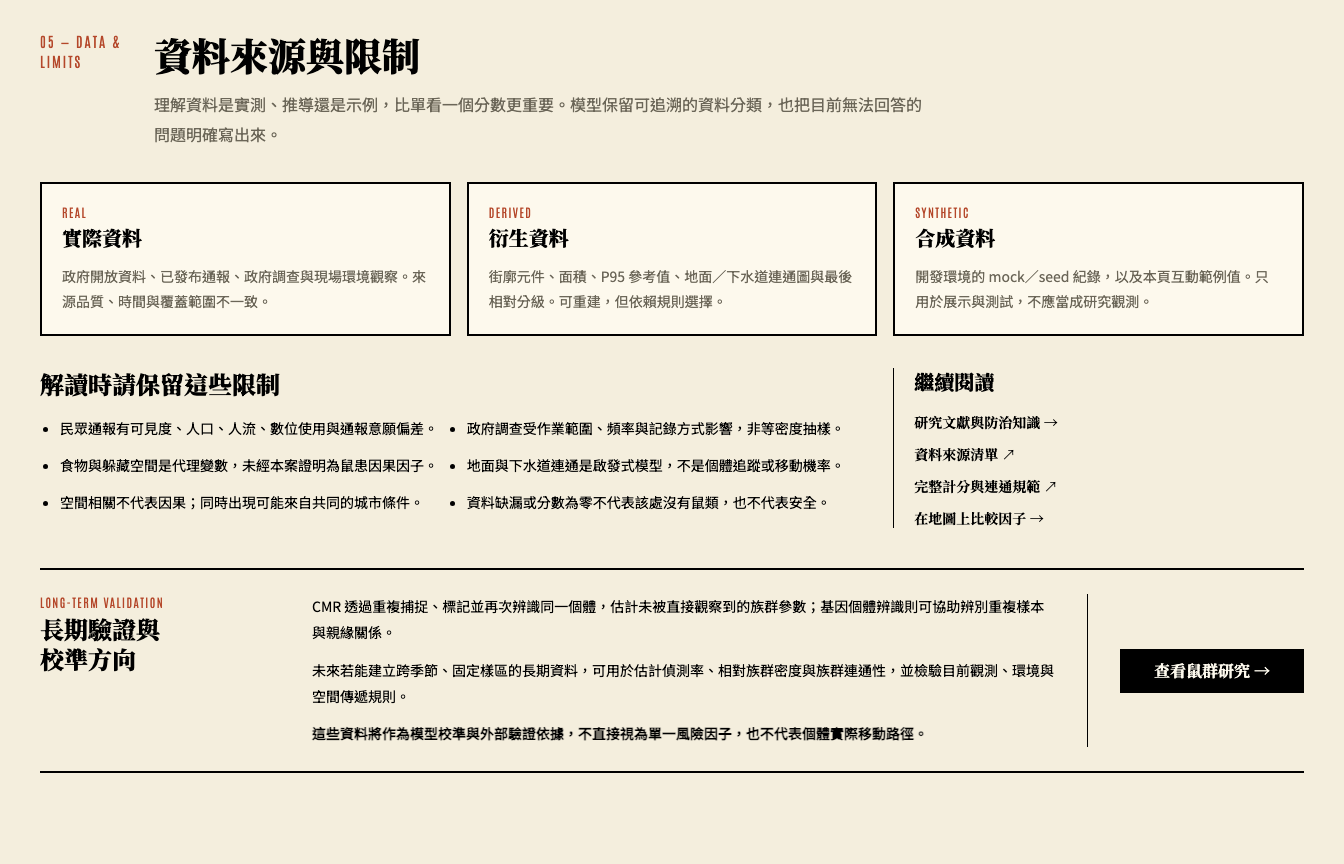 05 — DATA &
LIMITS
資料來源與限制
理解資料是實測、推導還是示例，比單看一個分數更重要。模型保留可追溯的資料分類，也把目前無法回答的
問題明確寫出來。
REAL
實際資料
政府開放資料、已發布通報、政府調查與現場環境觀察。來
源品質、時間與覆蓋範圍不一致。
DERIVED
衍生資料
街廓元件、面積、P95 參考值、地面／下水道連通圖與最後
相對分級。可重建，但依賴規則選擇。
SYNTHETIC
合成資料
開發環境的 mock／seed 紀錄，以及本頁互動範例值。只
用於展示與測試，不應當成研究觀測。
解讀時請保留這些限制
• 民眾通報有可見度、人口、人流、數位使用與通報意願偏差。
• 政府調查受作業範圍、頻率與記錄方式影響，非等密度抽樣。
• 食物與躲藏空間是代理變數，未經本案證明為鼠患因果因子。
• 地面與下水道連通是啟發式模型，不是個體追蹤或移動機率。
• 空間相關不代表因果；同時出現可能來自共同的城市條件。
• 資料缺漏或分數為零不代表該處沒有鼠類，也不代表安全。
繼續閱讀
研究文獻與防治知識 →
資料來源清單 ↗
完整計分與連通規範 ↗
在地圖上比較因子 →
LONG-TERM VALIDATION
長期驗證與
校準方向
CMR 透過重複捕捉、標記並再次辨識同一個體，估計未被直接觀察到的族群參數；基因個體辨識則可協助辨別重複樣本
與親緣關係。
未來若能建立跨季節、固定樣區的長期資料，可用於估計偵測率、相對族群密度與族群連通性，並檢驗目前觀測、環境與
空間傳遞規則。
這些資料將作為模型校準與外部驗證依據，不直接視為單一風險因子，也不代表個體實際移動路徑。
查看鼠群研究 →